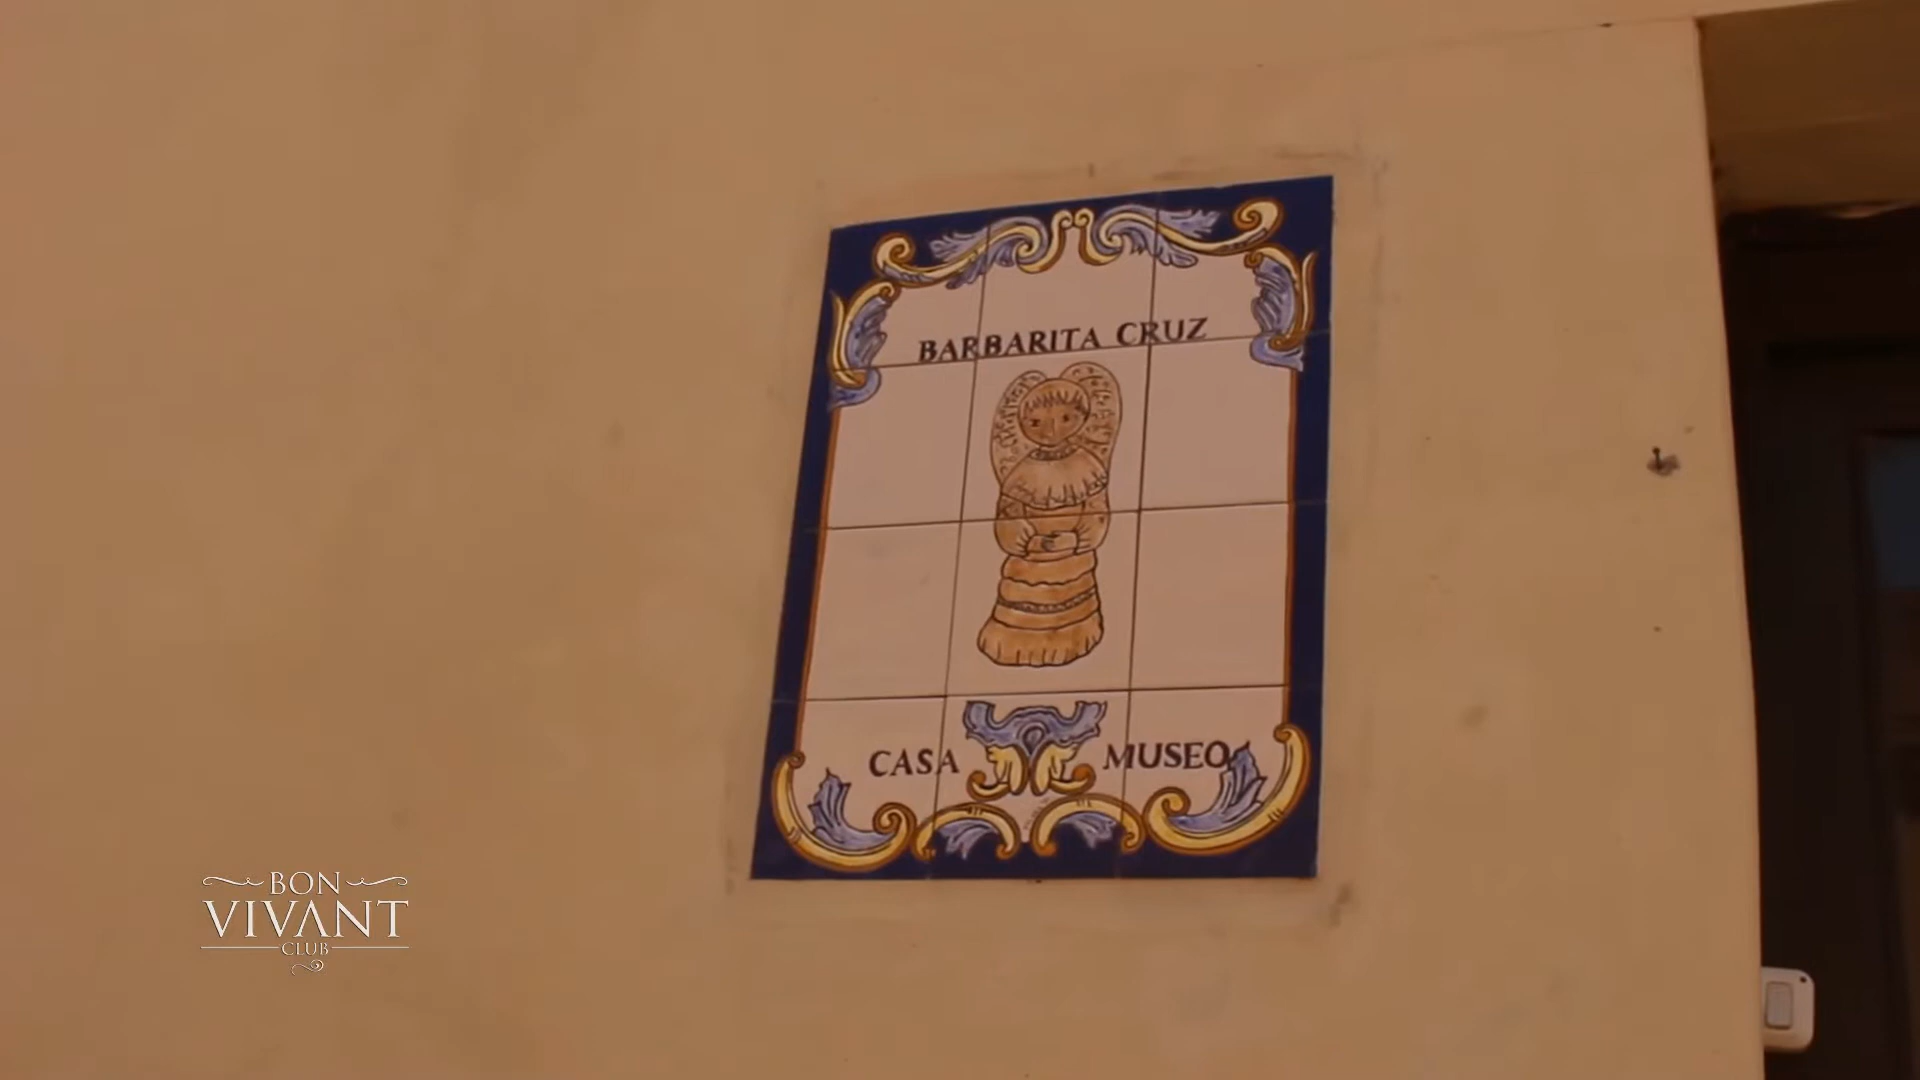 BARBARITA CRUZ
CASA MUSEO
BON
VIVANT
CLUB